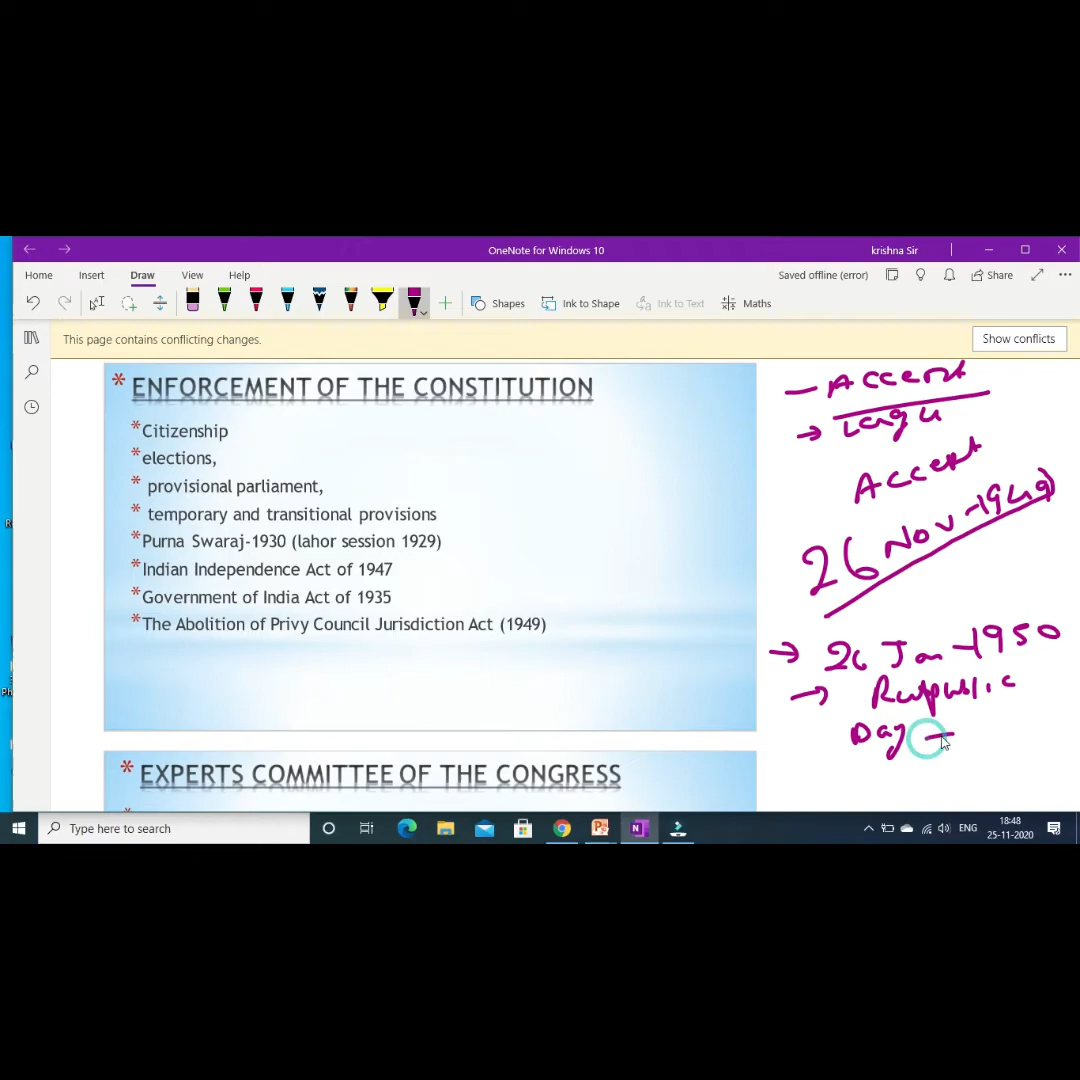 OneNote for Windows 10
krishna Sir
Home Insert Draw View Help
Saved offline (error) Share
Shapes Ink to Shape Ink to Text Maths
This page contains conflicting changes.
Show conflicts
* ENFORCEMENT OF THE CONSTITUTION
* Citizenship
* elections,
* provisional parliament,
* temporary and transitional provisions
* Purna Swaraj-1930 (lahor session 1929)
* Indian Independence Act of 1947
* Government of India Act of 1935
* The Abolition of Privy Council Jurisdiction Act (1949)
* EXPERTS COMMITTEE OF THE CONGRESS
26 Nov-1949
→ 26 Jan-1950
Day -
Type here to search
ENG
18:48
25-11-2020